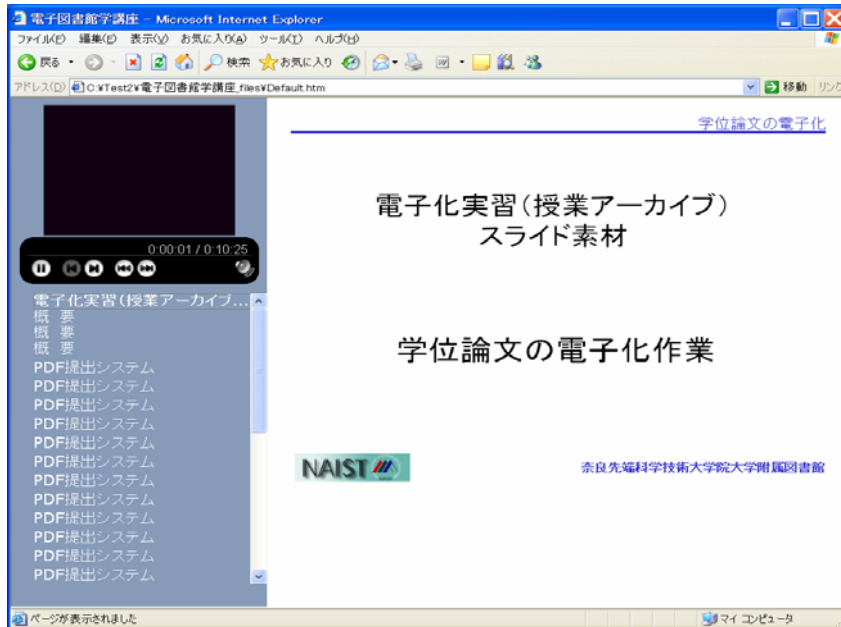 電子図書館学講座 - Microsoft Internet Explorer
ファイル(F) 編集(E) 表示(V) お気に入り(A) ツール(T) ヘルプ(H)
戻る 検索 お気に入り
アドレス(D) C:¥Test2¥電子図書館学講座_files¥Default.htm 移動 リンク
学位論文の電子化
電子化実習(授業アーカイブ)
スライド素材
学位論文の電子化作業
NAIST
奈良先端科学技術大学院大学附属図書館
0:00:01 / 0:10:25
電子化実習(授業アーカイブ...
概 要
概 要
概 要
PDF提出システム
PDF提出システム
PDF提出システム
PDF提出システム
PDF提出システム
PDF提出システム
PDF提出システム
PDF提出システム
PDF提出システム
PDF提出システム
PDF提出システム
PDF提出システム
ページが表示されました マイ コンピュータ